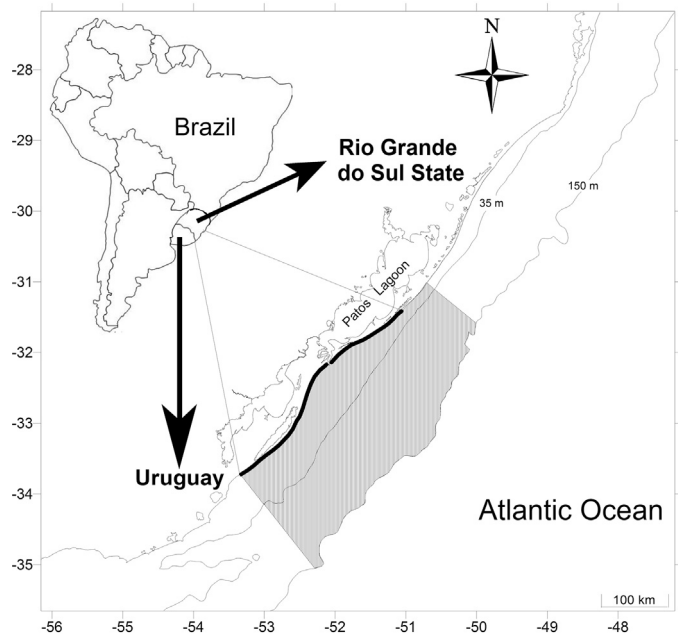 N
Brazil
Rio Grande
do Sul State
150 m
35 m
Patos Lagoon
Uruguay
Atlantic Ocean
100 km
-28
-29
-30
-31
-32
-33
-34
-35
-56 -55 -54 -53 -52 -51 -50 -49 -48